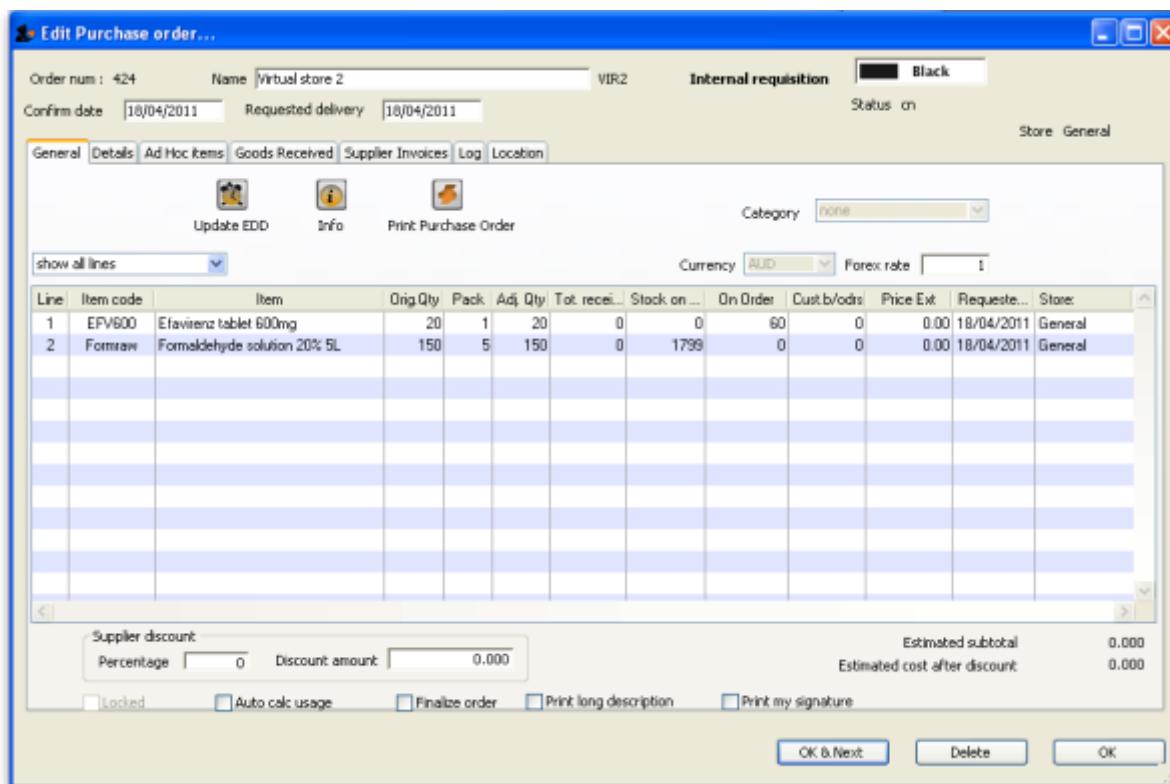 Edit Purchase order...
Order num : 424 Name Virtual store 2 VIR2 Internal requisition Black
Confirm date 18/04/2011 Requested delivery 18/04/2011 Status cn
Store General
General Details Ad Hoc items Goods Received Supplier Invoices Log Location
Update EDD Info Print Purchase Order Category none
show all lines Currency AUD Forex rate 1
Line Item code Item Orig.Qty Pack Adj. Qty Tot. recei... Stock on ... On Order Cust.b/odrs Price Ext Requeste... Store:
1 EFV600 Efavirenz tablet 600mg 20 1 20 0 0 60 0 0.00 18/04/2011 General
2 Formraw Formaldehyde solution 20% 5L 150 5 150 0 1799 0 0 0.00 18/04/2011 General
Supplier discount Estimated subtotal 0.000
Percentage 0 Discount amount 0.000 Estimated cost after discount 0.000
Locked Auto calc usage Finalize order Print long description Print my signature
OK & Next Delete OK